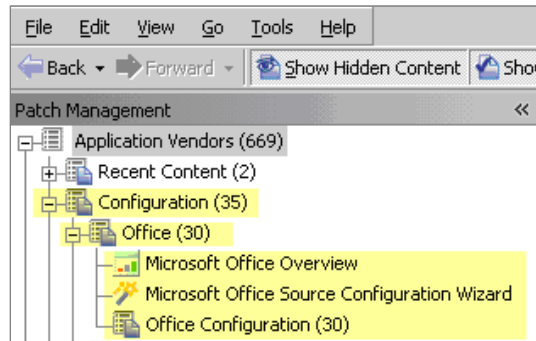 File Edit View Go Tools Help
Back Forward Show Hidden Content Sho
Patch Management «
Application Vendors (669)
Recent Content (2)
Configuration (35)
Office (30)
Microsoft Office Overview
Microsoft Office Source Configuration Wizard
Office Configuration (30)